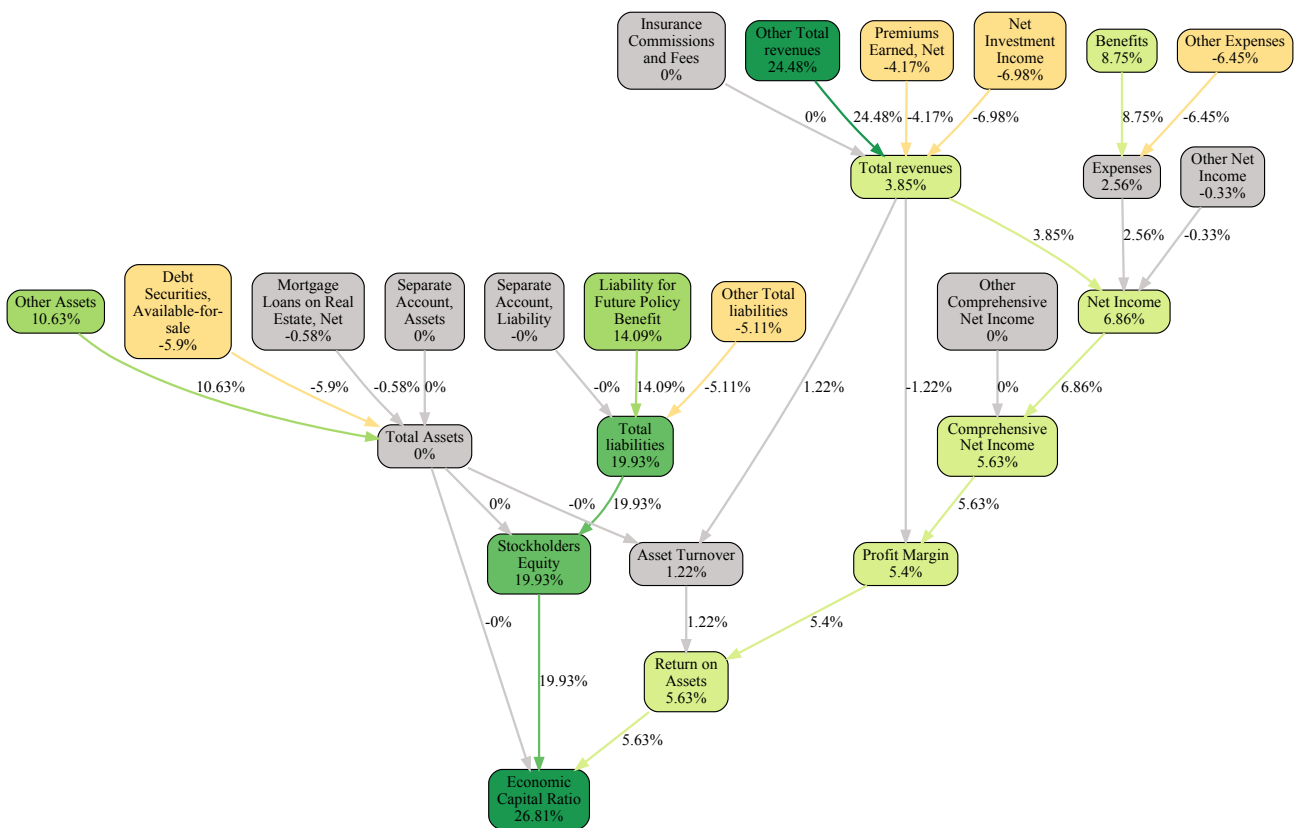 Insurance
Commissions
and Fees
0%
Other Total
revenues
24.48%
Premiums
Earned, Net
-4.17%
Net
Investment
Income
-6.98%
Benefits
8.75%
Other Expenses
-6.45%
0%
24.48%
-4.17%
-6.98%
8.75%
-6.45%
Total revenues
3.85%
Expenses
2.56%
Other Net
Income
-0.33%
3.85%
2.56%
-0.33%
Other Assets
10.63%
Debt
Securities,
Available-for-
sale
-5.9%
Mortgage
Loans on Real
Estate, Net
-0.58%
Separate
Account,
Assets
0%
Separate
Account,
Liability
-0%
Liability for
Future Policy
Benefit
14.09%
Other Total
liabilities
-5.11%
Other
Comprehensive
Net Income
0%
Net Income
6.86%
10.63%
-5.9%
-0.58%
0%
-0%
14.09%
-5.11%
1.22%
-1.22%
0%
6.86%
Total Assets
0%
Total
liabilities
19.93%
Comprehensive
Net Income
5.63%
0%
-0%
19.93%
5.63%
Stockholders
Equity
19.93%
Asset Turnover
1.22%
Profit Margin
5.4%
-0%
1.22%
5.4%
19.93%
Return on
Assets
5.63%
5.63%
Economic
Capital Ratio
26.81%